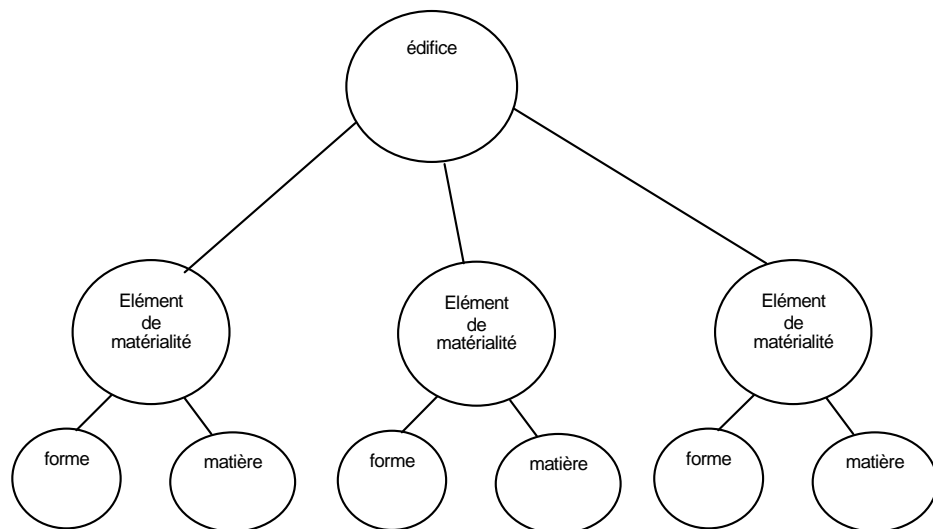 édifice
Elément
de
matérialité
Elément
de
matérialité
Elément
de
matérialité
forme
matière
forme
matière
forme
matière